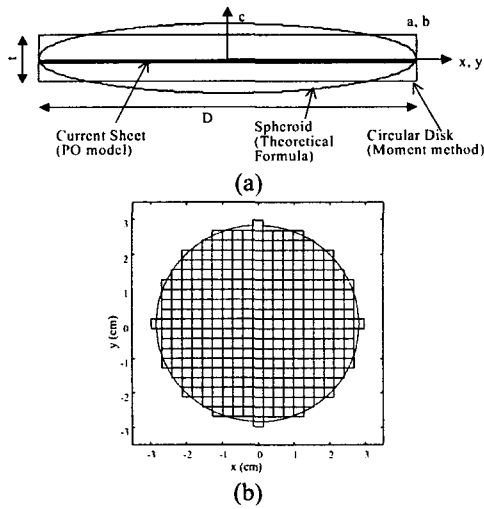 c
a, b
t
x, y
D
Current Sheet
(PO model)
Spheroid
(Theoretical
Formula)
Circular Disk
(Moment method)
(a)
3
2
1
0
-1
-2
-3
y (cm)
-3 -2 -1 0 1 2 3
x (cm)
(b)